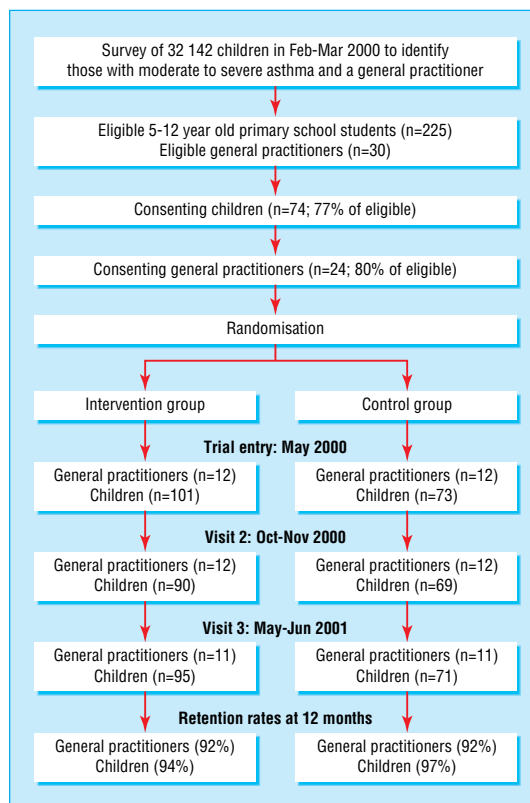 Survey of 32 142 children in Feb-Mar 2000 to identify
those with moderate to severe asthma and a general practitioner
Eligible 5-12 year old primary school students (n=225)
Eligible general practitioners (n=30)
Consenting children (n=74; 77% of eligible)
Consenting general practitioners (n=24; 80% of eligible)
Randomisation
Intervention group
Control group
Trial entry: May 2000
General practitioners (n=12)
Children (n=101)
General practitioners (n=12)
Children (n=73)
Visit 2: Oct-Nov 2000
General practitioners (n=12)
Children (n=90)
General practitioners (n=12)
Children (n=69)
Visit 3: May-Jun 2001
General practitioners (n=11)
Children (n=95)
General practitioners (n=11)
Children (n=71)
Retention rates at 12 months
General practitioners (92%)
Children (94%)
General practitioners (92%)
Children (97%)